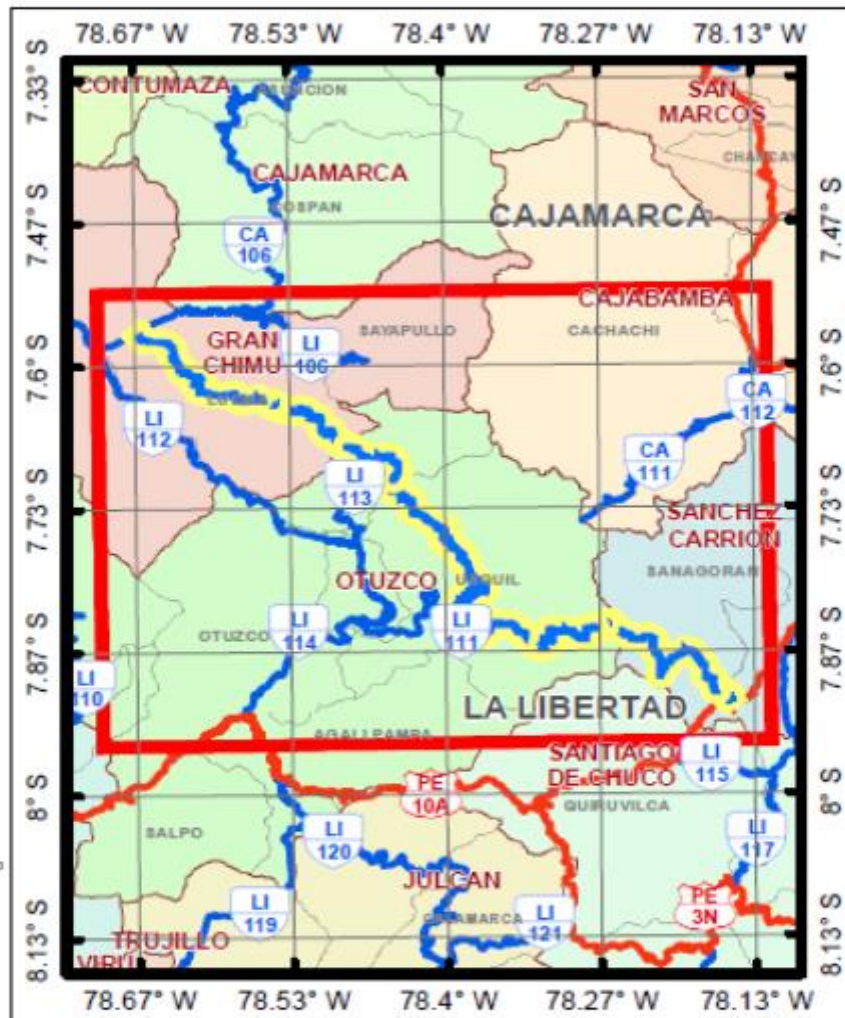 78.67° W 78.53° W 78.4° W 78.27° W 78.13° W
7.33° S
7.47° S
7.6° S
7.73° S
7.87° S
8° S
8.13° S
7.33° S
7.47° S
7.6° S
7.73° S
7.87° S
8° S
8.13° S
CONTUMAZA
SAN
MARCOS
CAJAMARCA
COSPAN
CAJAMARCA
CA
106
CAJABAMBA
SAYAPULLO
CACHACHI
GRAN
CHIMU
LI
106
CA
112
LI
112
CA
111
LI
113
SANCHEZ
CARRION
SANAGORAN
OTUZCO
USQUIL
OTUZCO
LI
114
LI
111
LI
110
LA LIBERTAD
AGALLPAMPA
SANTIAGO
DE CHUCO
LI
115
PE
10A
QUIRUVILCA
SALPO
LI
120
LI
117
JULCAN
LI
119
CALAMARCA
LI
121
PE
3N
TRUJILLO
VIRU
78.67° W 78.53° W 78.4° W 78.27° W 78.13° W